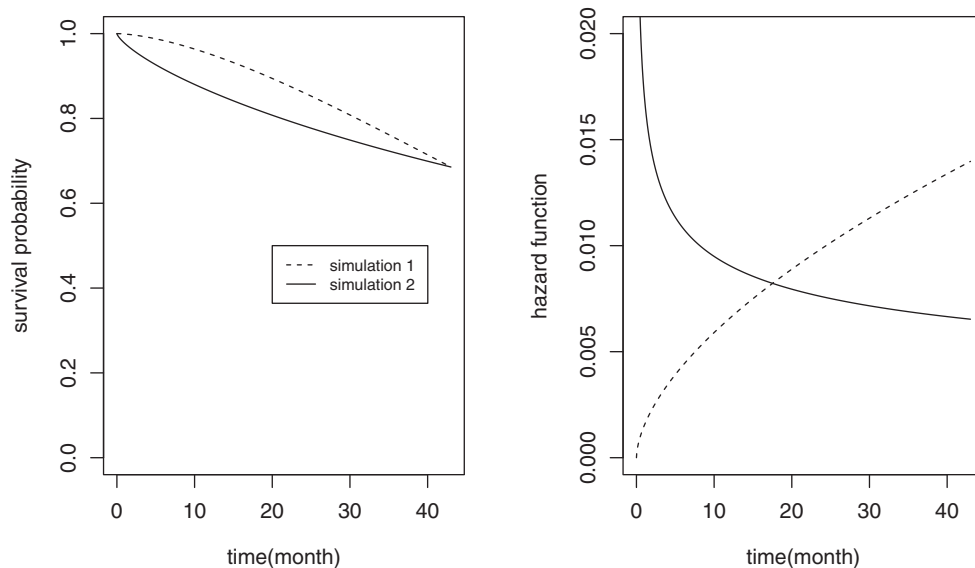 survival probability
1.0
0.8
0.6
0.4
0.2
0.0
simulation 1
simulation 2
0 10 20 30 40
time(month)
hazard function
0.020
0.015
0.010
0.005
0.000
0 10 20 30 40
time(month)